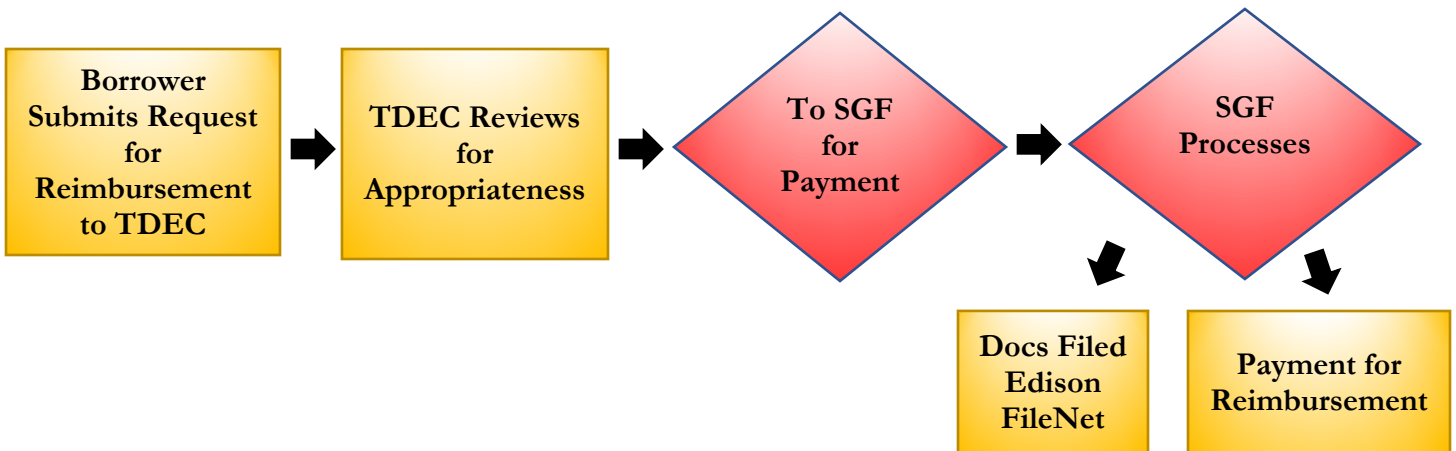 Borrower
Submits Request
for
Reimbursement
to TDEC
TDEC Reviews
for
Appropriateness
To SGF
for
Payment
SGF
Processes
Docs Filed
Edison
FileNet
Payment for
Reimbursement